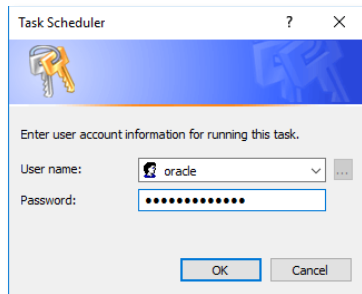 Task Scheduler ? ×
Enter user account information for running this task.
User name: oracle ...
Password: •••••••••••••
OK Cancel